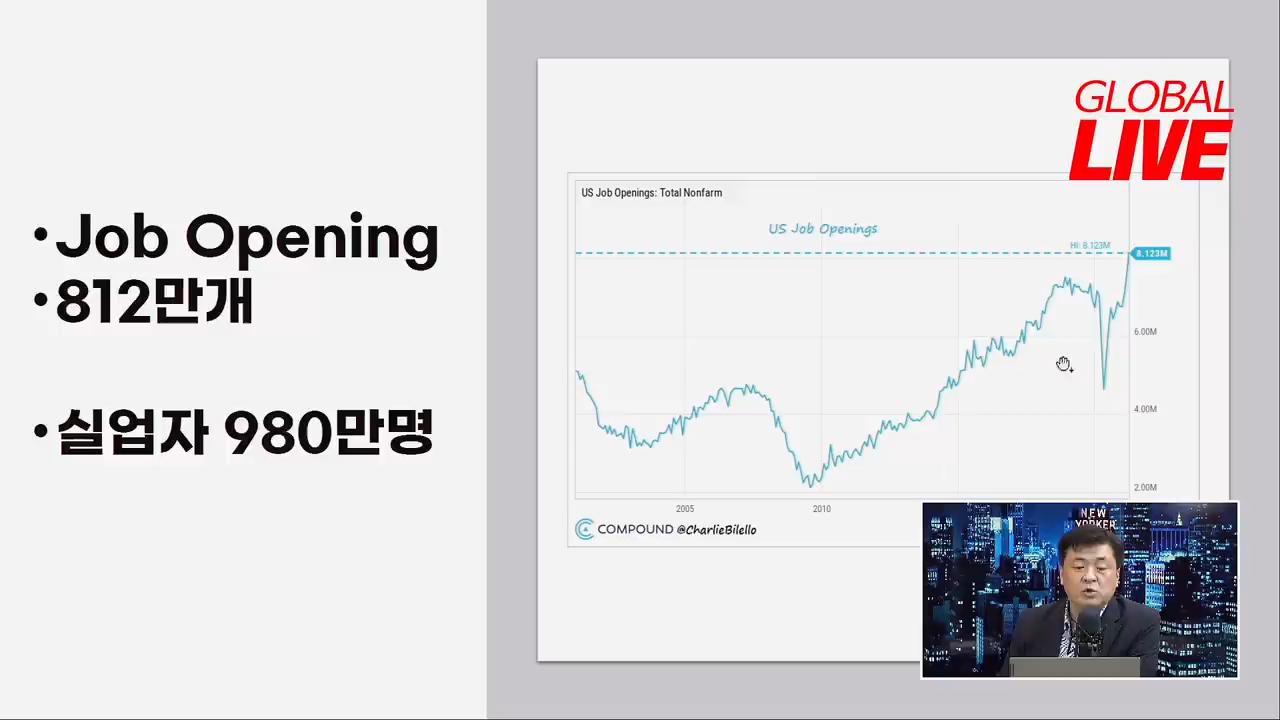 Job Opening
812만개
실업자 980만명
GLOBAL
LIVE
US Job Openings: Total Nonfarm
US Job Openings
HI: 8.123M
8.123M
6.00M
4.00M
2.00M
2005
2010
COMPOUND @CharlieBilello
NEW
YORKER